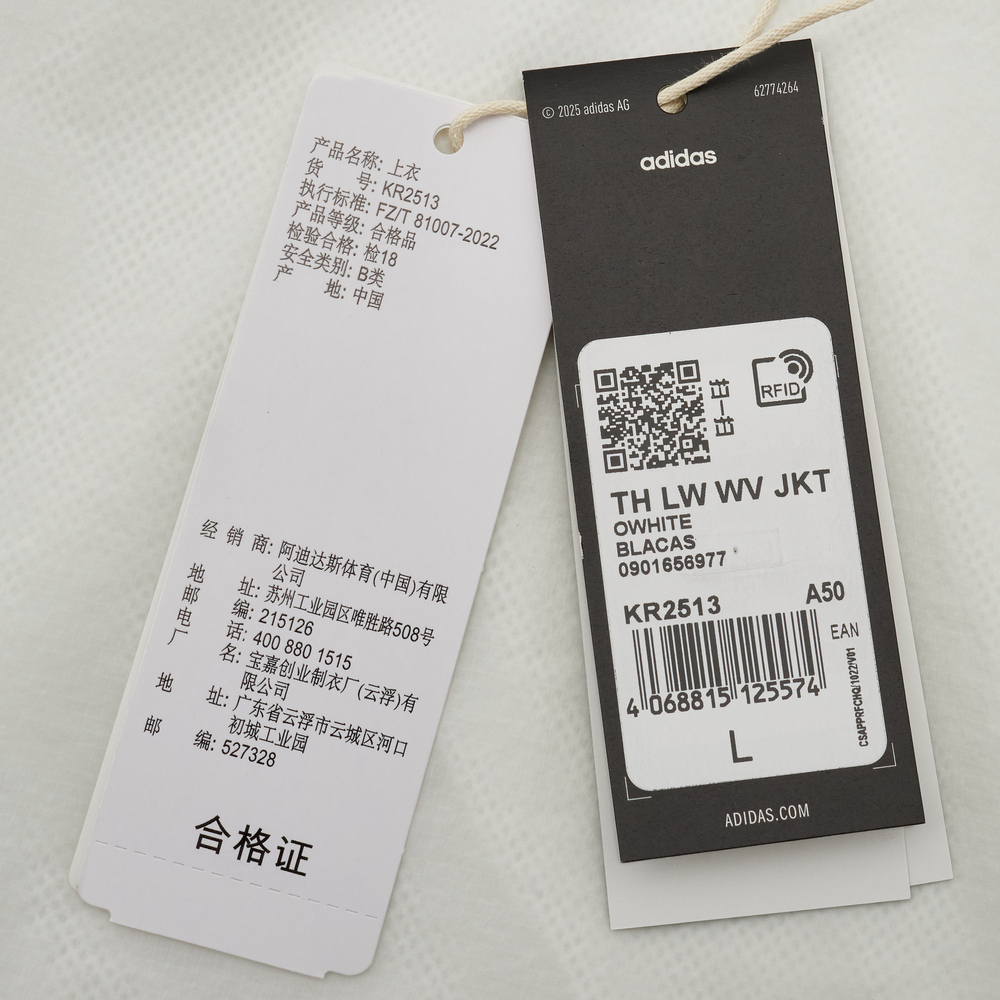 产品名称: 上衣
货 号: KR2513
执行标准: FZ/T 81007-2022
产品等级: 合格品
检验合格: 检18
安全类别: B类
产 地: 中国
经 销 商: 阿迪达斯体育(中国)有限
公司
地 址: 苏州工业园区唯胜路508号
邮 编: 215126
电 话: 400 880 1515
厂 名: 宝嘉创业制衣厂(云浮)有
限公司
地 址: 广东省云浮市云城区河口
初城工业园
邮 编: 527328
合格证
© 2025 adidas AG
62774264
adidas
RFID
TH LW WV JKT
OWHITE
BLACAS
0901656977
KR2513
A50
EAN
4 068815 125574
CSAPPRFCHQ/1022/V01
L
ADIDAS.COM